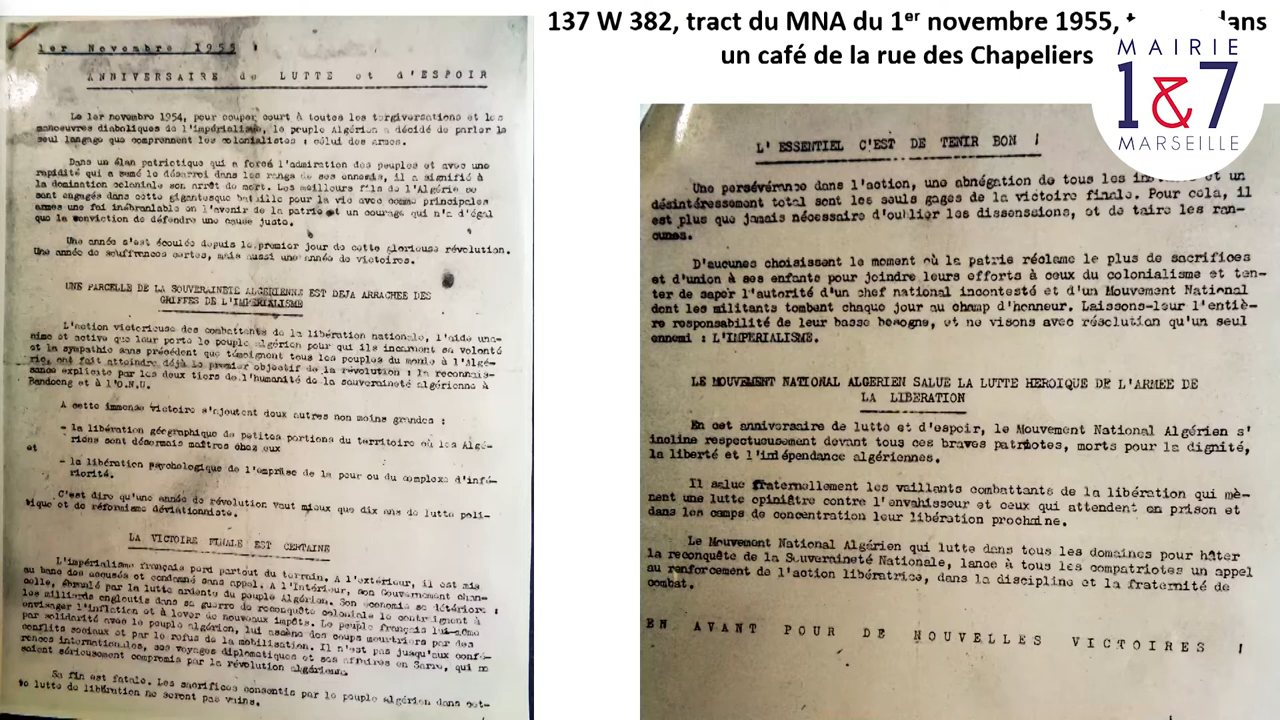 137 W 382, tract du MNA du 1er novembre 1955, dans
un café de la rue des Chapeliers
MAIRIE
1&7
MARSEILLE
1er Novembre 1955 !
ANNIVERSAIRE de LUTTE et d'ESPOIR
Le 1er novembre 1954, pour couper court à toutes les tergiversations et les
manoeuvres diaboliques de l'impérialisme, le peuple Algérien a décidé de parler le
seul langage que comprennent les colonialistes : celui des armes.
Dans un élan patrictique qui a forcé l'admiration des peuples et avec une
rapidité qui a semé le désarroi dans les rangs de ses ennemis, il a signifié à
la domination coloniale son arrêt de mort. Les meilleurs fils de l'Algérie se
sont engagés dans cette gigantesque bataille pour la vie avec comme principales
armes une foi inébranlable en l'avenir de la patrie et un courage qui n'a d'égal
que la conviction de défendre une cause juste.
Une année s'est écoulée depuis le premier jour de cette glorieuse révolution.
Une année de souffrences certes, mais aussi une année de victoires.
UNE PARCELLE DE LA SOUVERAINETE ALGERIENNE EST DEJA ARRACHEE DES
GRIFFES DE L'IMPERIALISME
L'action victorieuse des combattants de la libération nationale, l'aide una-
nime et active que leur porte le peuple algérien pour qui ils incarnent sa volonté
et la sympathie sans précédent que témoignent tous les peuples du monde à l'Algé-
rie, ont fait atteindre déjà le premier objectif de la révolution : la reconnais-
sance explicite par les deux tiers de l'humanité de la souveraineté algérienne à
Bandoeng et à l'O.N.U.
A cette immense victoire s'ajoutent deux autres non moins grandes :
- la libération géographique de petites portions du territoire où les Algé-
riens sont désormais maîtres chez eux
et
- la libération psychologique de l'emprise de la peur ou du complexe d'infé-
riorité.
C'est dire qu'une année de révolution vaut mieux que dix ans de lutte poli-
tique et de réformisme déviationniste.
LA VICTOIRE FINALE EST CERTAINE
L'impérialisme français perd partout du terrain. A l'extérieur, il est mis
au banc des accusés et condamné sans appel. A l'Intérieur, son Gouvernement chan-
celle, ébranlé par la lutte ardente du peuple Algérien. Son économie se détériore :
les milliards engloutis dans sa guerre de reconquête coloniale le contraignent à
envisager l'inflation et à lever de nouveaux impôts. Le peuple français lui-même
par solidarité avec le peuple algérien, lui assène des coups meurtriers par des
conflits sociaux et par le refus de la mobilisation. Il n'est pas jusqu'aux confé-
rences internationales, ses voyages diplomatiques et ses affaires en Sarre, qui ne
soient sérieusement compromis par la révolution algérienne.
Sa fin est fatale. Les sacrifices consentis par le peuple algérien dans cet-
te lutte de libération ne seront pas vains.
L'ESSENTIEL C'EST DE TENIR BON !
Une persévérance dans l'action, une abnégation de tous les et un
désintéressement total sont les seuls gages de la victoire finale. Pour cela, il
est plus que jamais nécessaire d'oublier les dissenssions, et de taire les ran-
cunes.
D'aucunes choisissent le moment où la patrie réclame le plus de sacrifices
et d'union à ses enfants pour joindre leurs efforts à ceux du colonialisme et ten-
ter de saper l'autorité d'un chef national incontesté et d'un Mouvement National
dont les militants tombent chaque jour au champ d'honneur. Laissons-leur l'entiè-
re responsabilité de leur basse besogne, et ne visons avec résolution qu'un seul
ennemi : L'IMPERIALISME.
LE MOUVEMENT NATIONAL ALGERIEN SALUE LA LUTTE HEROIQUE DE L'ARMEE DE
LA LIBERATION
En cet anniversaire de lutte et d'espoir, le Mouvement National Algérien s'
incline respectueusement devant tous ces braves patriotes, morts pour la dignité,
la liberté et l'indépendance algériennes.
Il salue fraternellement les vaillants combattants de la libération qui mè-
nent une lutte opiniâtre contre l'envahisseur et ceux qui attendent en prison et
dans les camps de concentration leur libération prochaine.
Le Mouvement National Algérien qui lutte dans tous les domaines pour hâter
la reconquête de la Souveraineté Nationale, lance à tous les compatriotes un appel
au renforcement de l'action libératrice, dans la discipline et la fraternité de
combat.
EN AVANT POUR DE NOUVELLES VICTOIRES !